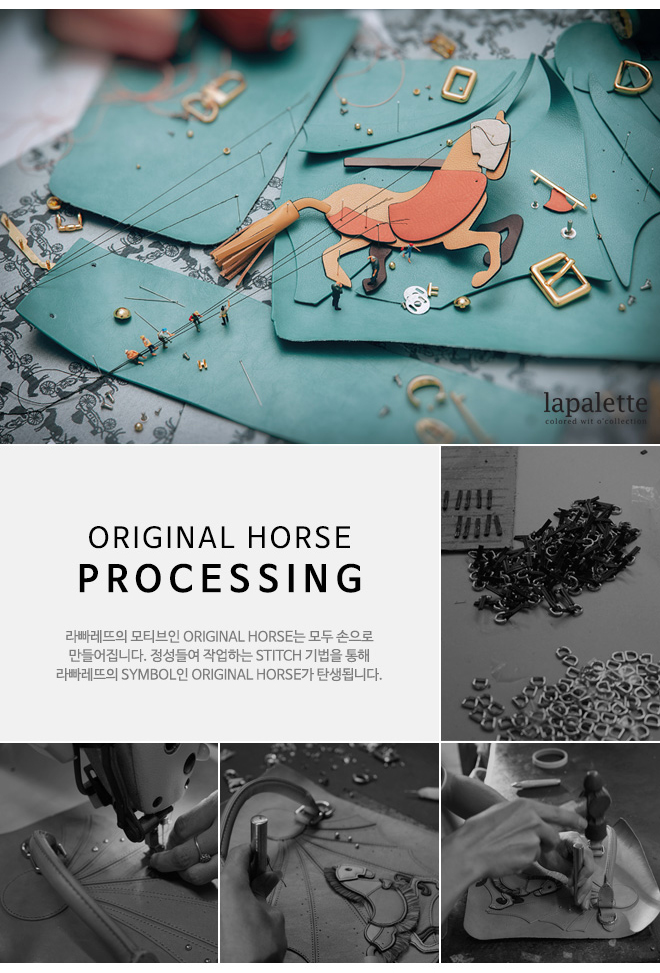 lapalette
colored wit o'collection
ORIGINAL HORSE
PROCESSING
라빠레뜨의 모티브인 ORIGINAL HORSE는 모두 손으로
만들어집니다. 정성들여 작업하는 STITCH 기법을 통해
라빠레뜨의 SYMBOL인 ORIGINAL HORSE가 탄생됩니다.